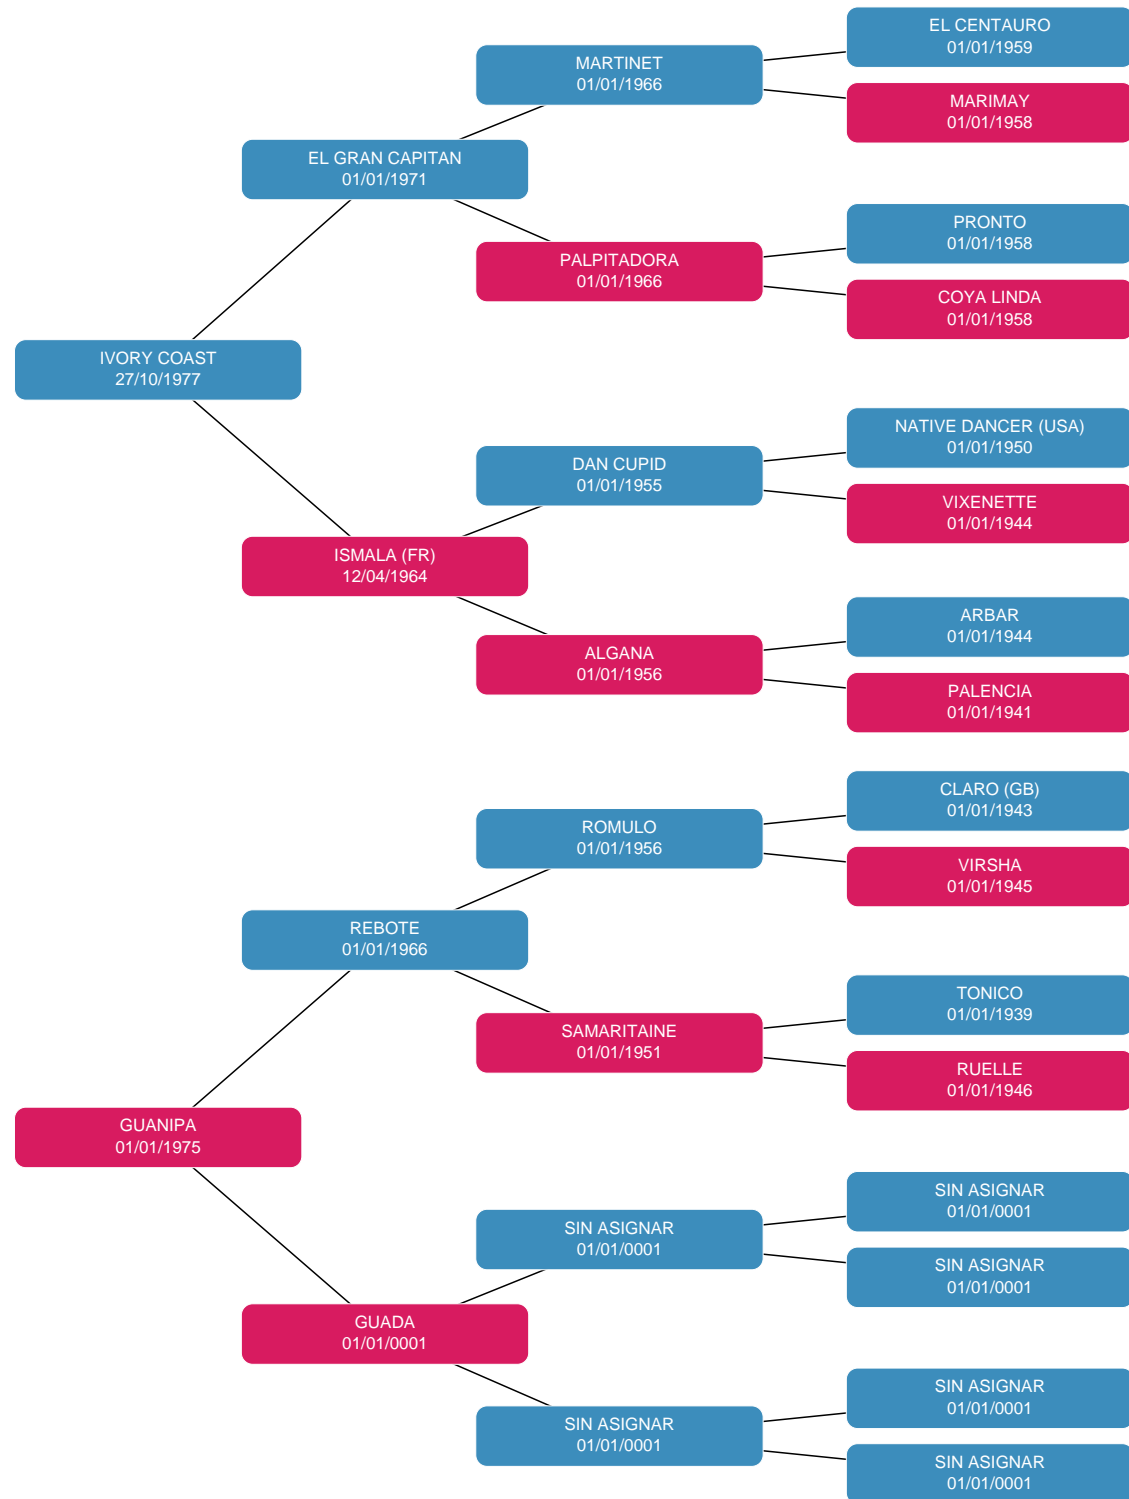 EL CENTAURO
01/01/1959
MARTINET
01/01/1966
MARIMAY
01/01/1958
EL GRAN CAPITAN
01/01/1971
PRONTO
01/01/1958
PALPITADORA
01/01/1966
COYA LINDA
01/01/1958
IVORY COAST
27/10/1977
NATIVE DANCER (USA)
01/01/1950
DAN CUPID
01/01/1955
VIXENETTE
01/01/1944
ISMALA (FR)
12/04/1964
ARBAR
01/01/1944
ALGANA
01/01/1956
PALENCIA
01/01/1941
CLARO (GB)
01/01/1943
ROMULO
01/01/1956
VIRSHA
01/01/1945
REBOTE
01/01/1966
TONICO
01/01/1939
SAMARITAINE
01/01/1951
RUELLE
01/01/1946
GUANIPA
01/01/1975
SIN ASIGNAR
01/01/0001
SIN ASIGNAR
01/01/0001
SIN ASIGNAR
01/01/0001
GUADA
01/01/0001
SIN ASIGNAR
01/01/0001
SIN ASIGNAR
01/01/0001
SIN ASIGNAR
01/01/0001